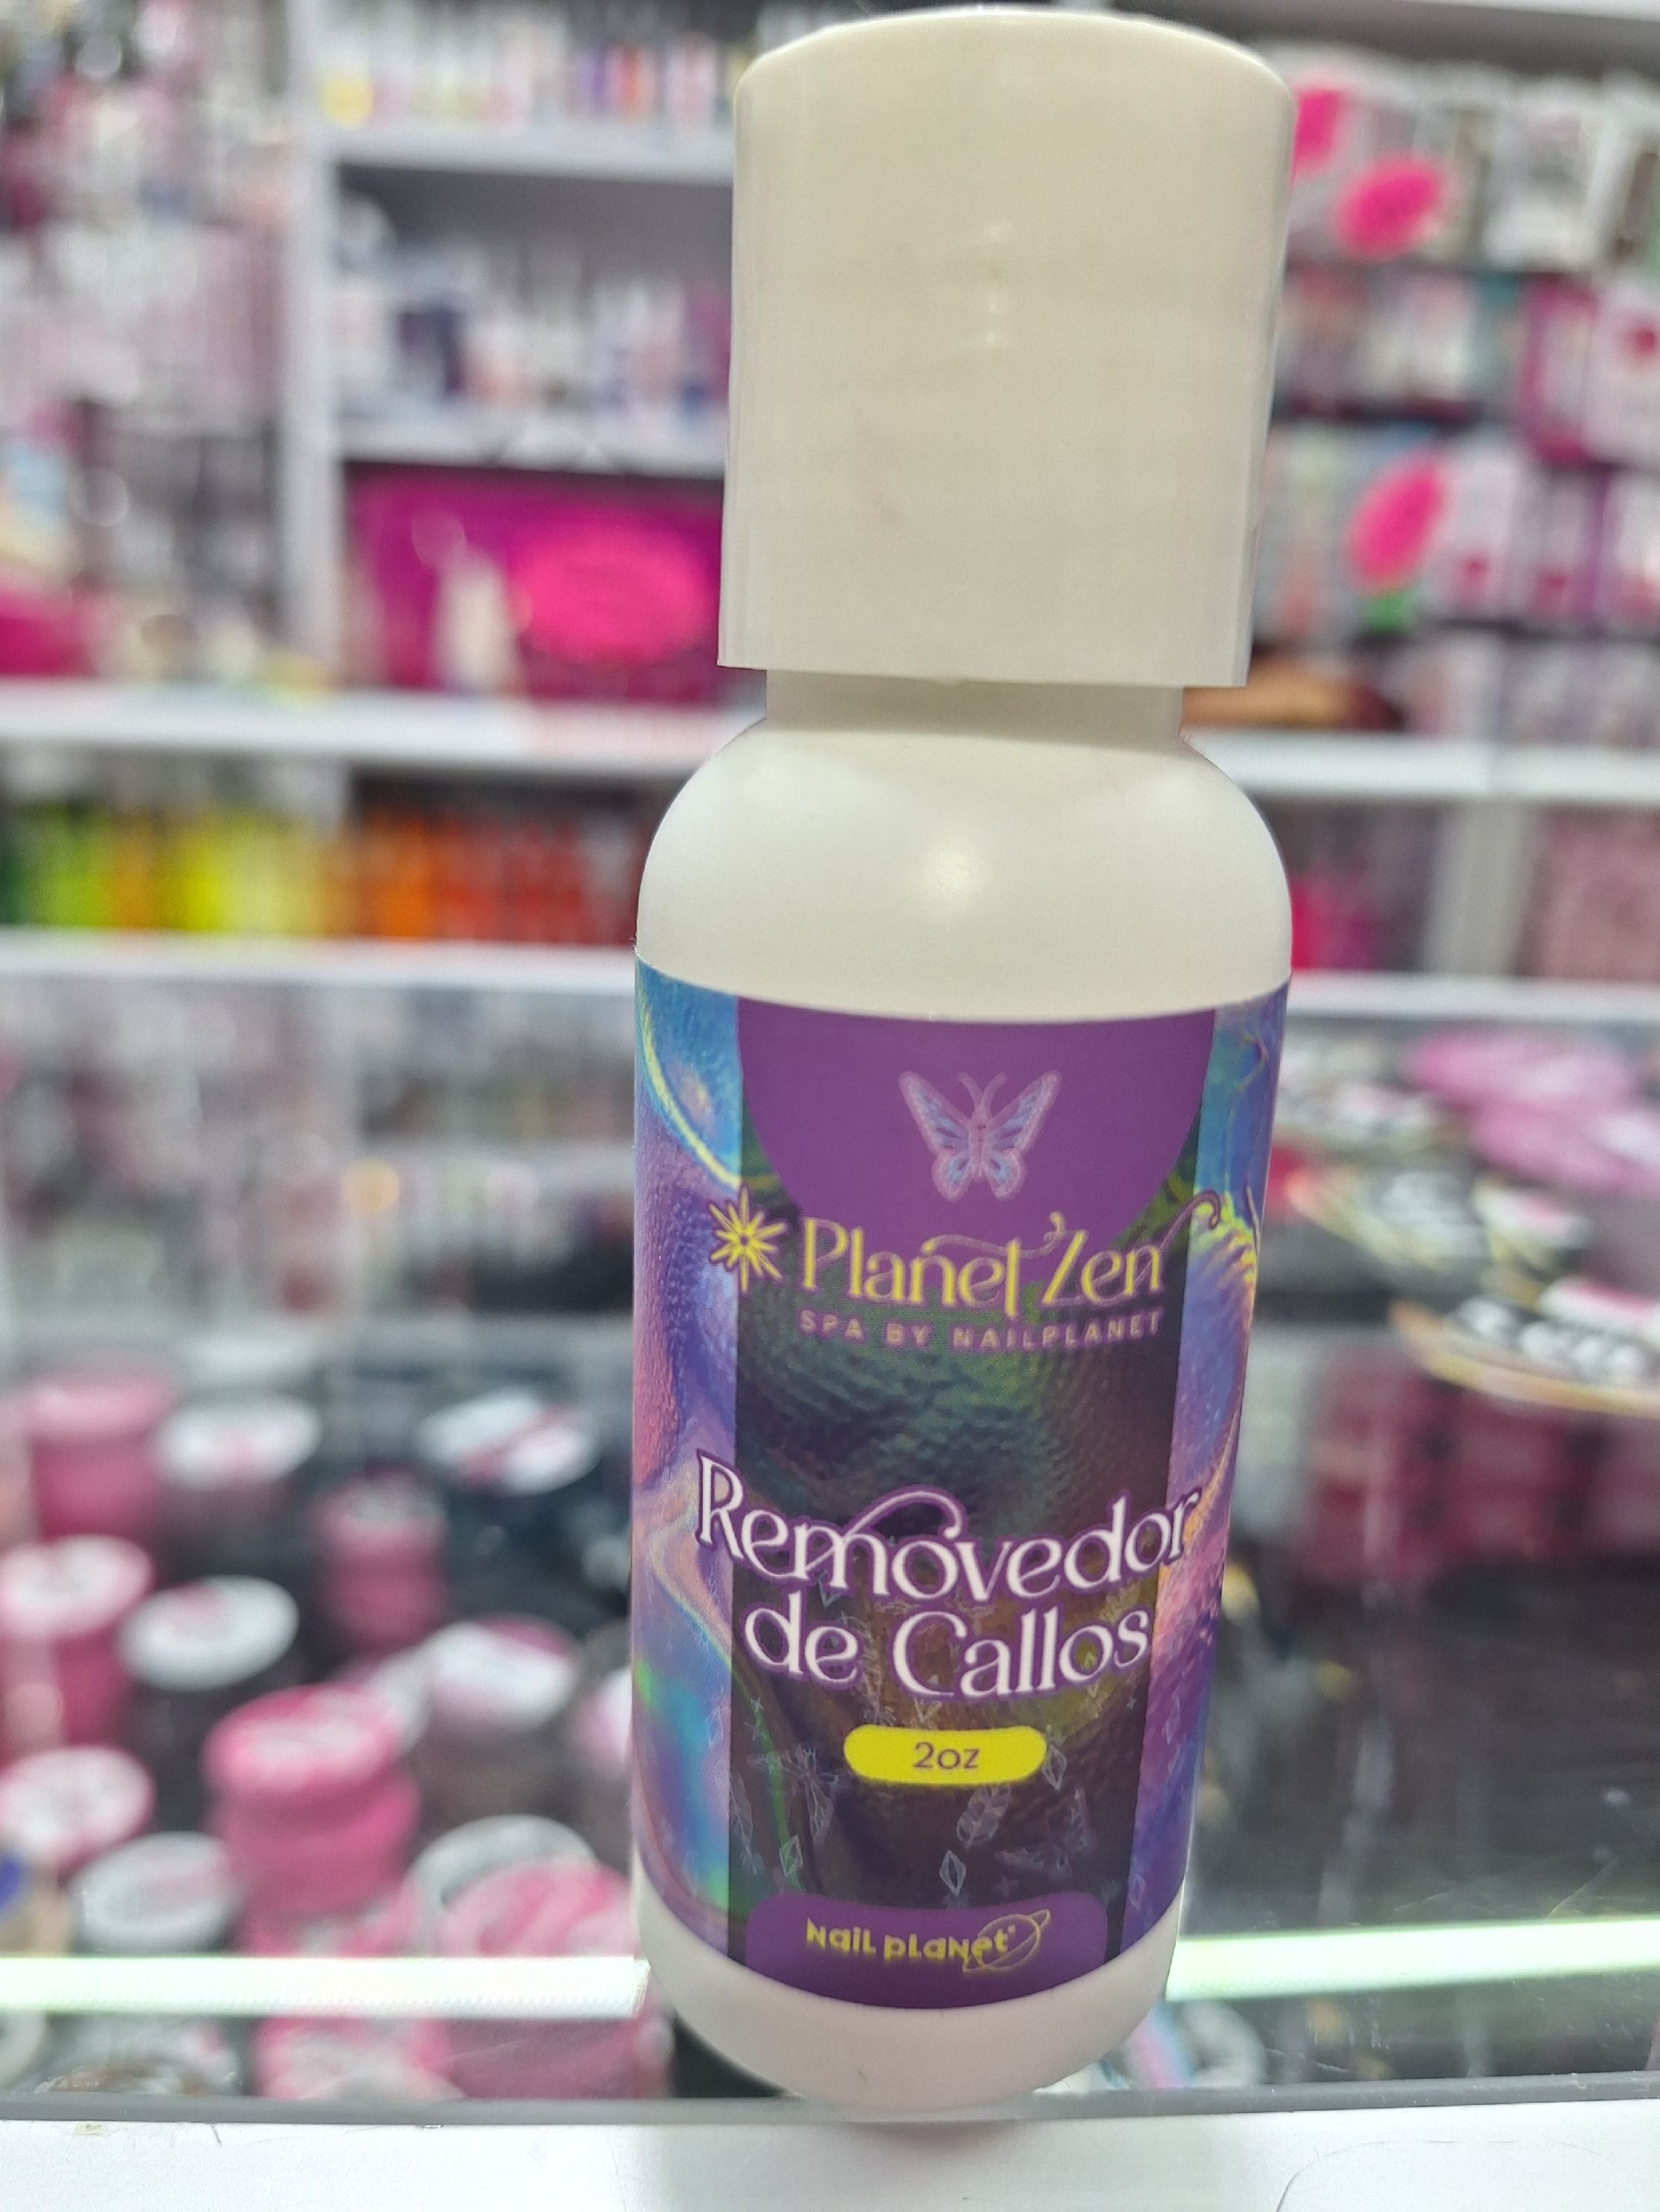 Planet Zen
SPA BY NAILPLANET
Removedor
de Callos
2oz
Nail planet